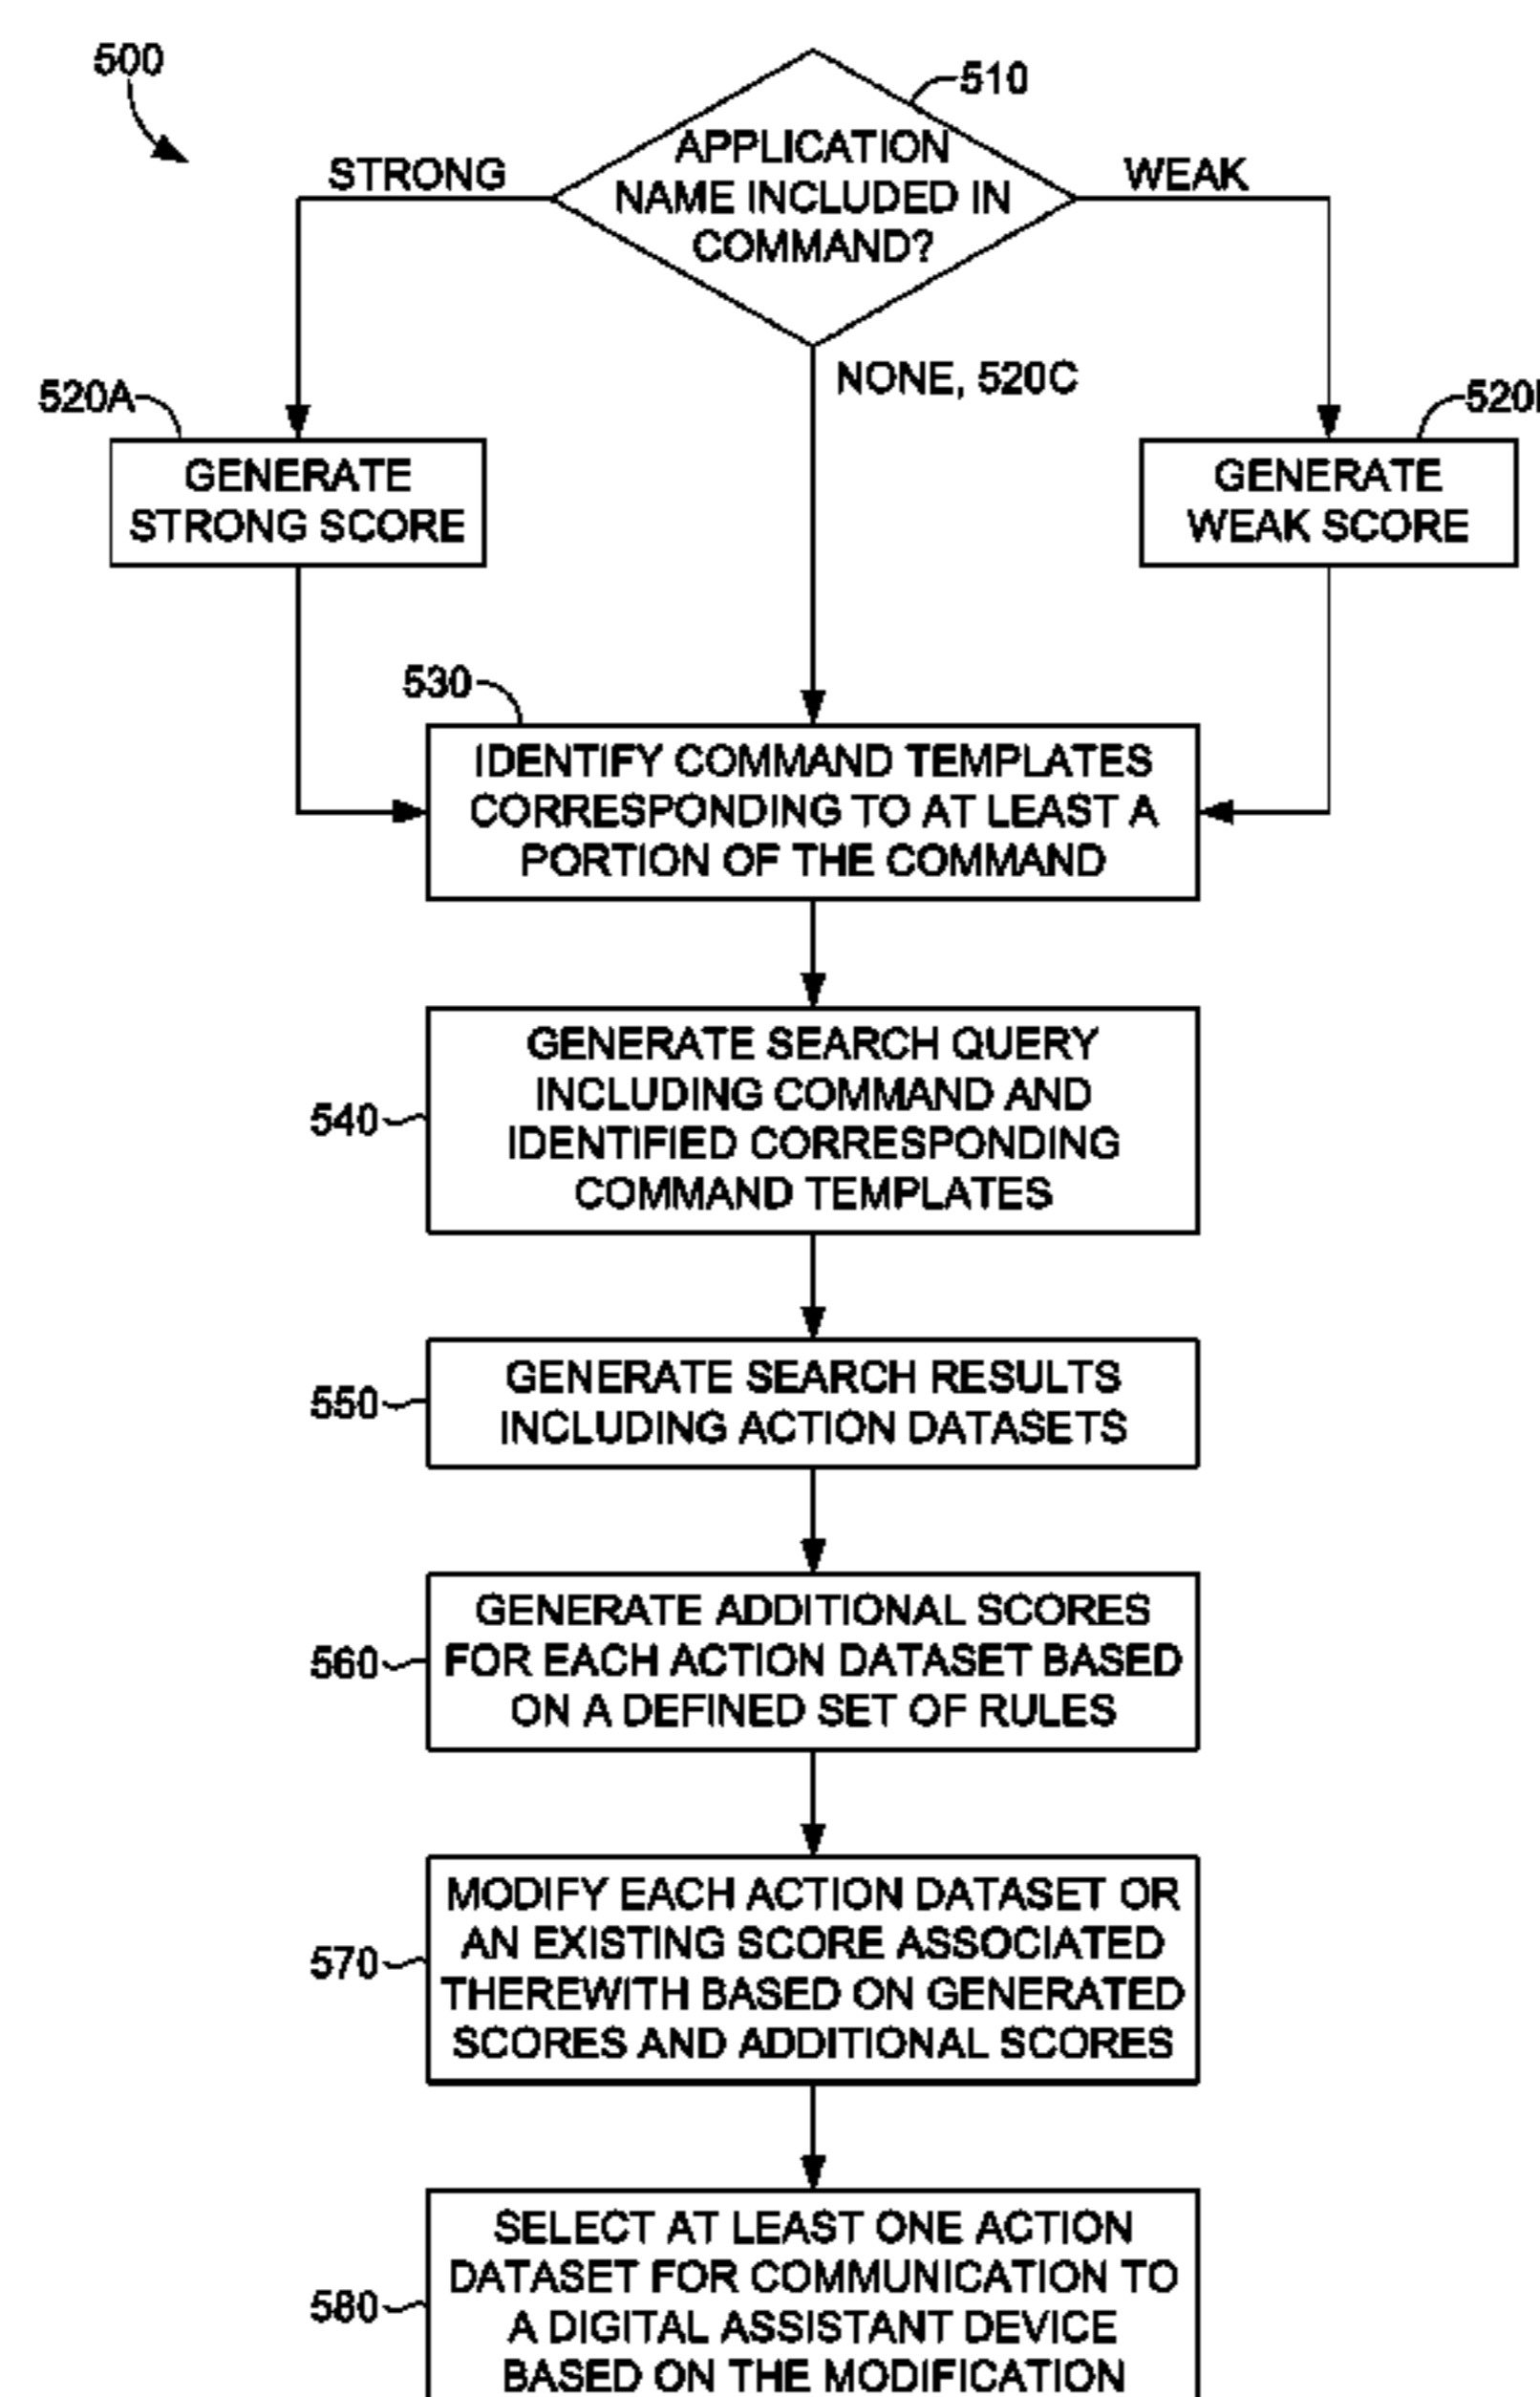 500
510
APPLICATION
NAME INCLUDED IN
COMMAND?
STRONG
WEAK
NONE, 520C
520A
GENERATE
STRONG SCORE
GENERATE
WEAK SCORE
530
IDENTIFY COMMAND TEMPLATES
CORRESPONDING TO AT LEAST A
PORTION OF THE COMMAND
540
GENERATE SEARCH QUERY
INCLUDING COMMAND AND
IDENTIFIED CORRESPONDING
COMMAND TEMPLATES
550
GENERATE SEARCH RESULTS
INCLUDING ACTION DATASETS
560
GENERATE ADDITIONAL SCORES
FOR EACH ACTION DATASET BASED
ON A DEFINED SET OF RULES
570
MODIFY EACH ACTION DATASET OR
AN EXISTING SCORE ASSOCIATED
THEREWITH BASED ON GENERATED
SCORES AND ADDITIONAL SCORES
580
SELECT AT LEAST ONE ACTION
DATASET FOR COMMUNICATION TO
A DIGITAL ASSISTANT DEVICE
BASED ON THE MODIFICATION